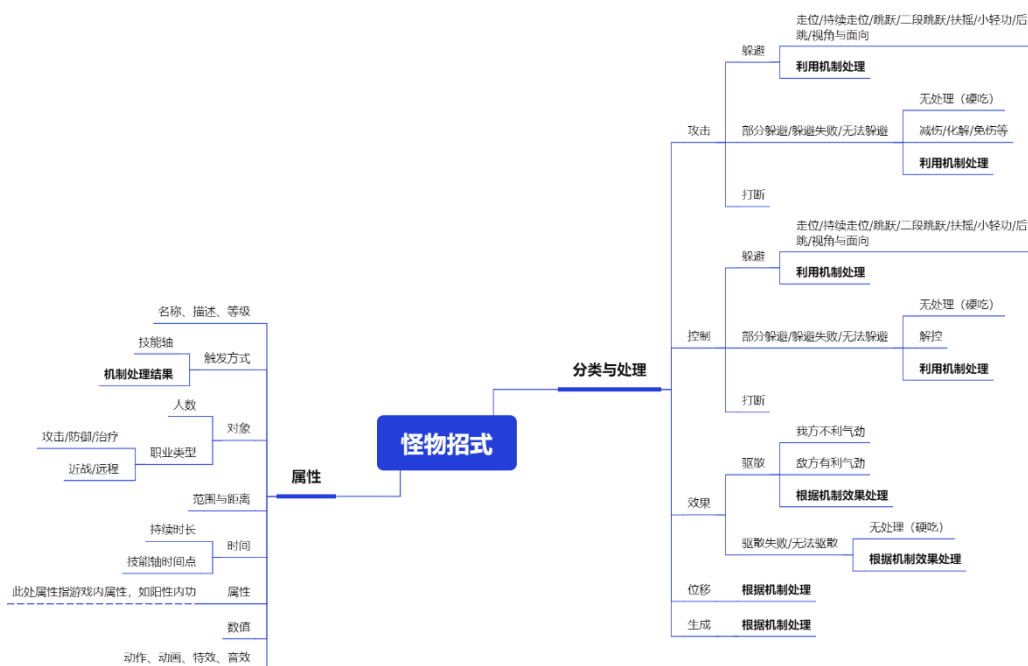 怪物招式
分类与处理
攻击
躲避
走位/持续走位/跳跃/二段跳跃/扶摇/小轻功/后
跳/视角与面向
利用机制处理
部分躲避/躲避失败/无法躲避
无处理（硬吃）
减伤/化解/免伤等
利用机制处理
打断
控制
躲避
走位/持续走位/跳跃/二段跳跃/扶摇/小轻功/后
跳/视角与面向
利用机制处理
部分躲避/躲避失败/无法躲避
无处理（硬吃）
解控
利用机制处理
打断
效果
驱散
我方不利气劲
敌方有利气劲
根据机制效果处理
驱散失败/无法驱散
无处理（硬吃）
根据机制效果处理
位移
根据机制处理
生成
根据机制处理
属性
名称、描述、等级
触发方式
技能轴
机制处理结果
对象
人数
职业类型
攻击/防御/治疗
近战/远程
范围与距离
时间
持续时长
技能轴时间点
属性
此处属性指游戏内属性，如阳性内功
数值
动作、动画、特效、音效